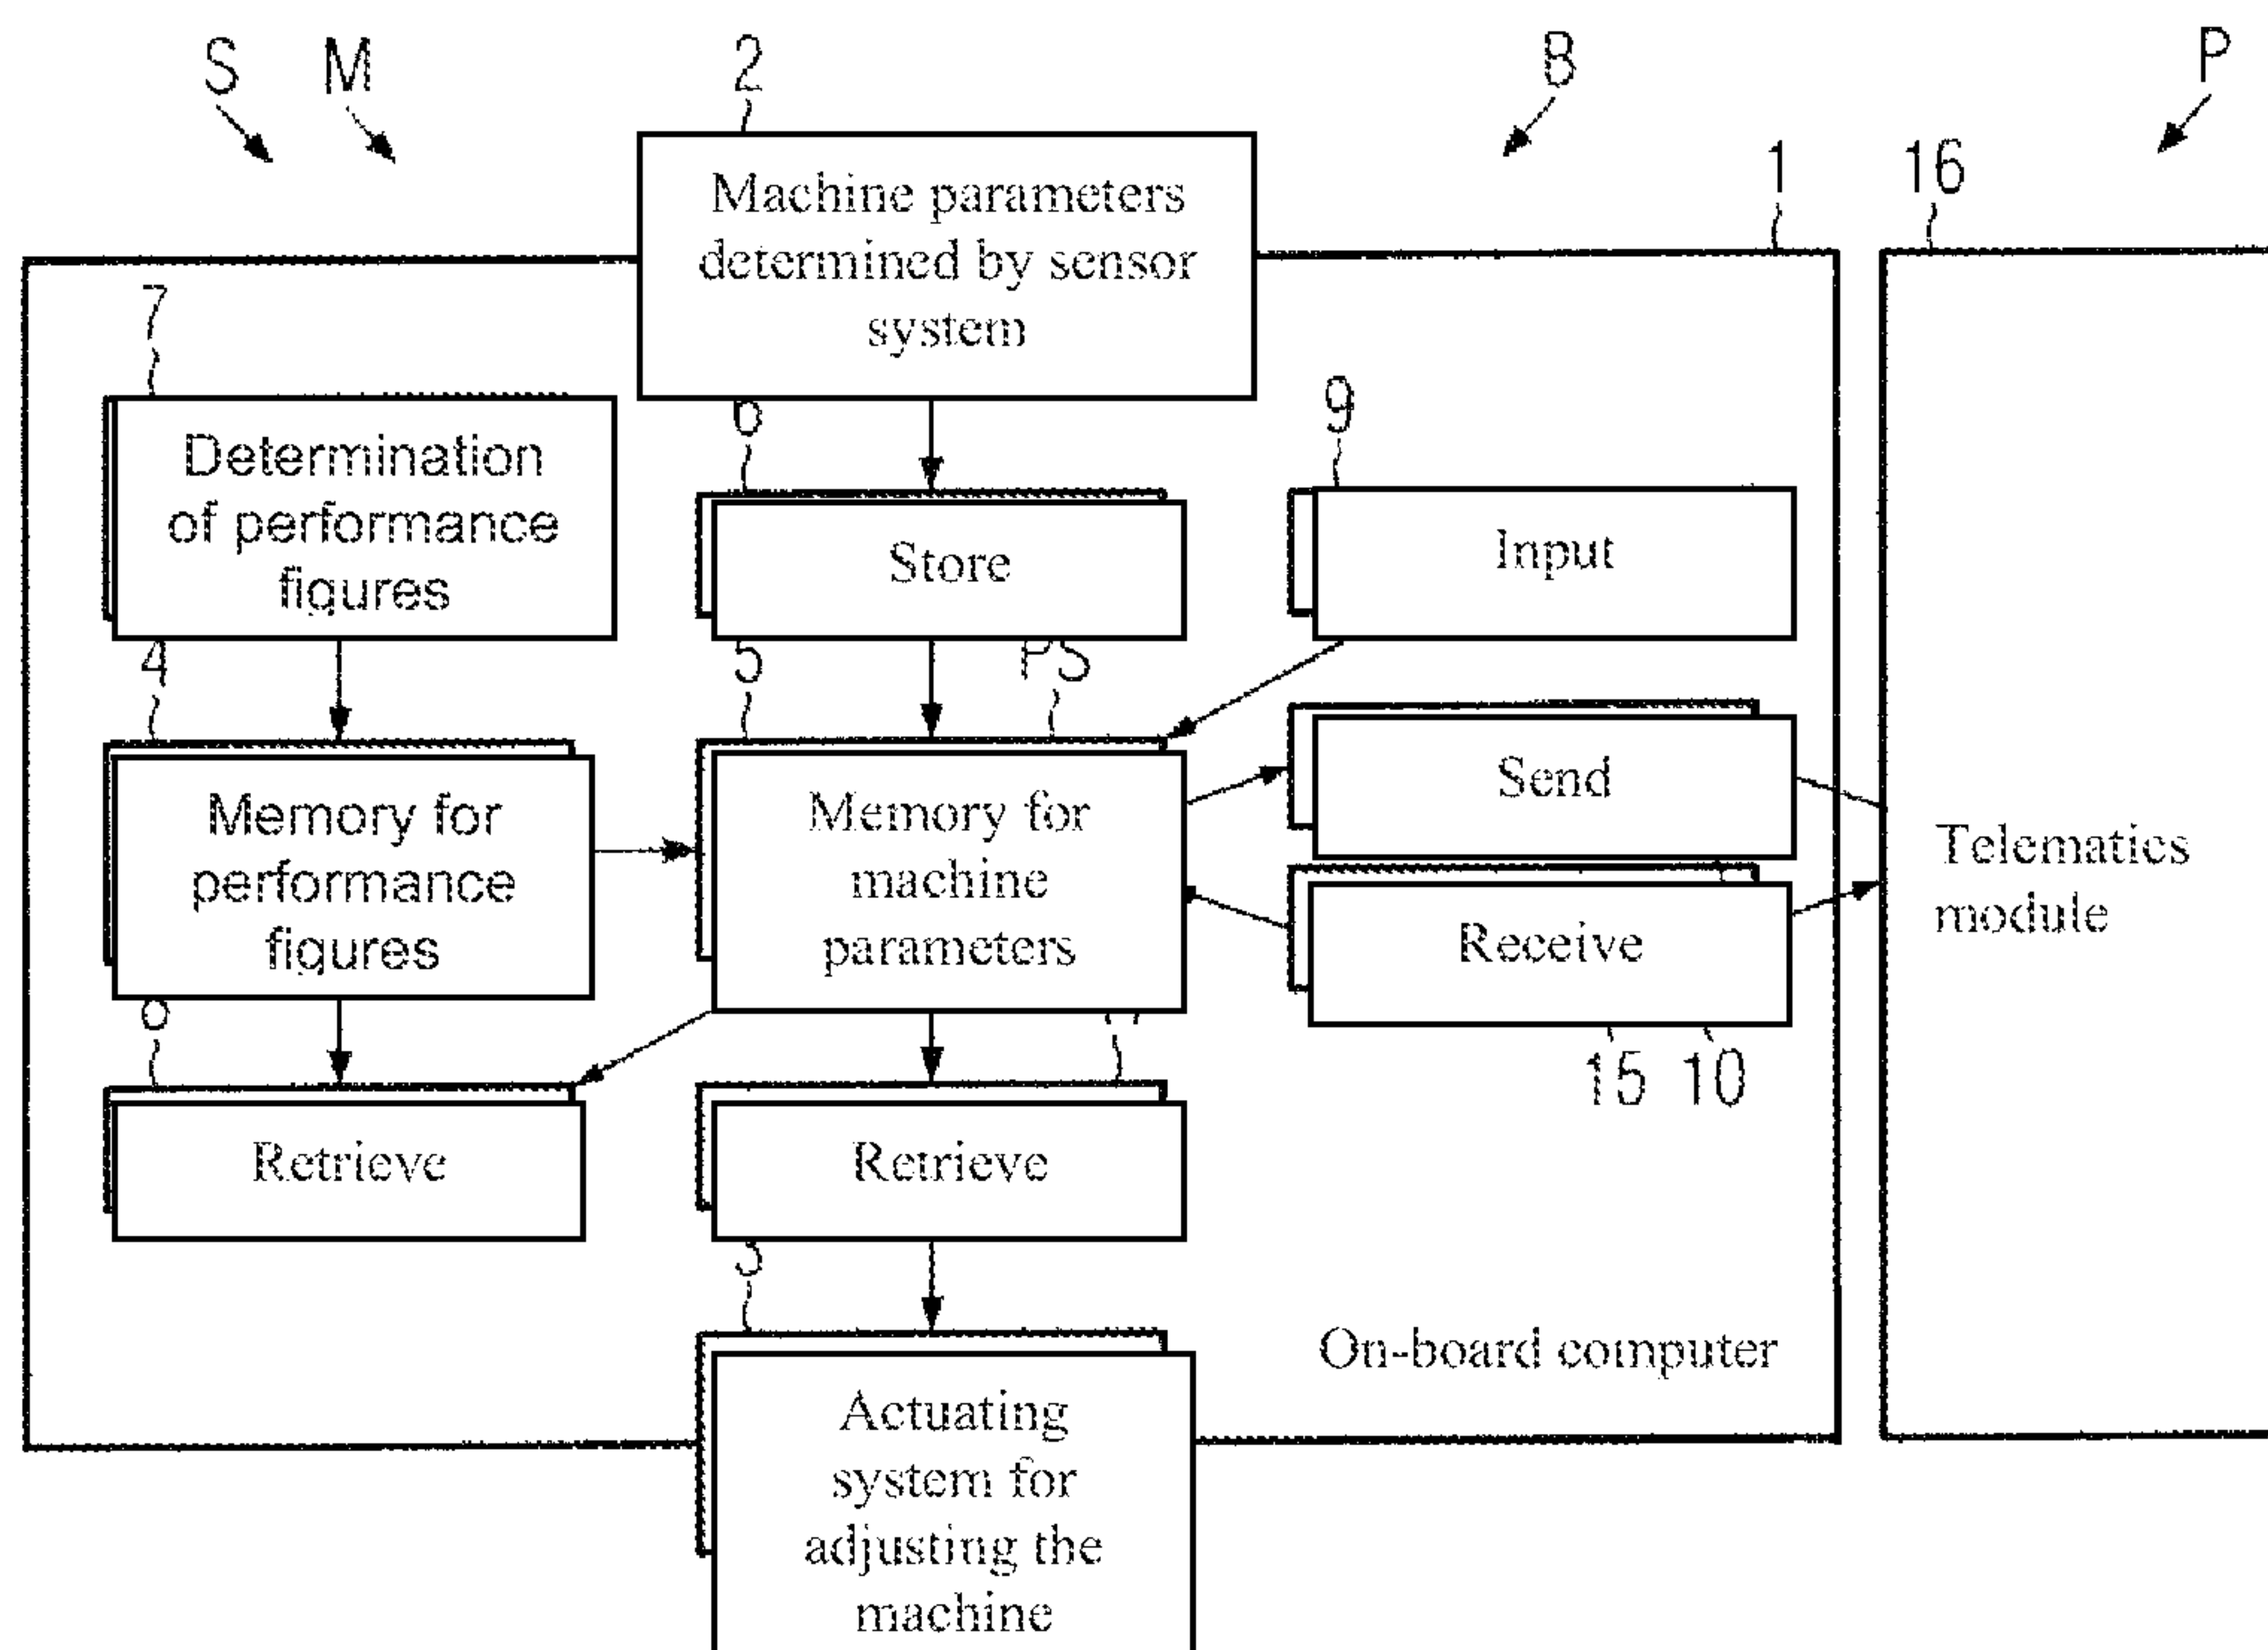 S
M
2
B
P
1
16
Machine parameters
determined by sensor
system
7
6
9
Determination
of performance
figures
Store
Input
4
5
PS
Memory for
performance
figures
Memory for
machine
parameters
Send
Receive
Telematics
module
8
15
10
Retrieve
Retrieve
3
On-board computer
Actuating
system for
adjusting the
machine